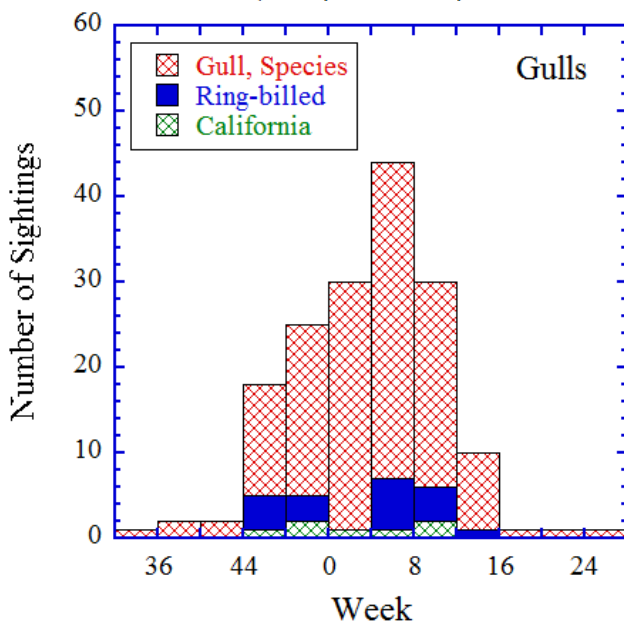 60
Gull, Species
Gulls
Ring-billed
50
California
40
Number of Sightings
30
20
10
0
36 44 0 8 16 24
Week